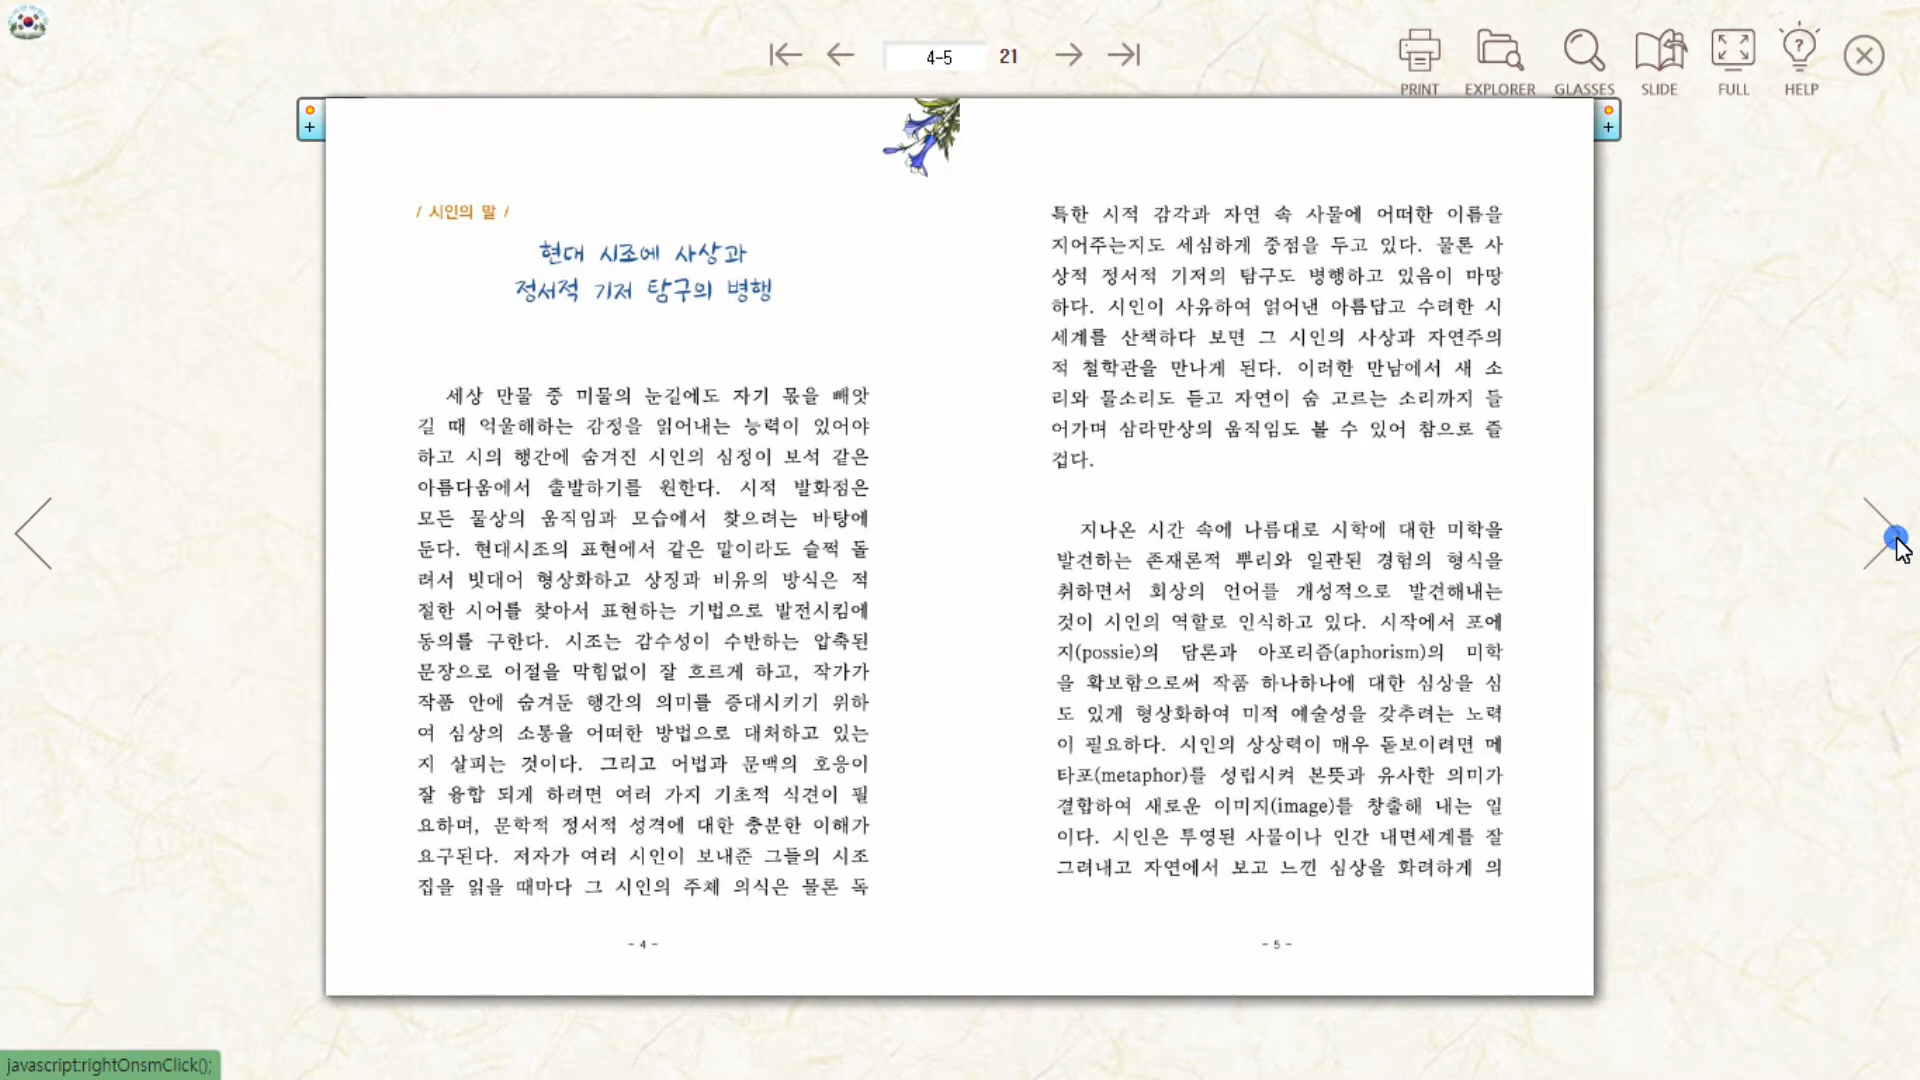 4-5
21
PRINT
EXPLORER
GLASSES
SLIDE
FULL
HELP
/ 시인의 말 /
현대 시조에 사상과
정서적 기저 탐구의 병행
세상 만물 중 미물의 눈길에도 자기 몫을 빼앗
길 때 억울해하는 감정을 읽어내는 능력이 있어야
하고 시의 행간에 숨겨진 시인의 심정이 보석 같은
아름다움에서 출발하기를 원한다. 시적 발화점은
모든 물상의 움직임과 모습에서 찾으려는 바탕에
둔다. 현대시조의 표현에서 같은 말이라도 슬쩍 돌
려서 빗대어 형상화하고 상징과 비유의 방식은 적
절한 시어를 찾아서 표현하는 기법으로 발전시킴에
동의를 구한다. 시조는 감수성이 수반하는 압축된
문장으로 어절을 막힘없이 잘 흐르게 하고, 작가가
작품 안에 숨겨둔 행간의 의미를 증대시키기 위하
여 심상의 소통을 어떠한 방법으로 대처하고 있는
지 살피는 것이다. 그리고 어법과 문맥의 호응이
잘 융합 되게 하려면 여러 가지 기초적 식견이 필
요하며, 문학적 정서적 성격에 대한 충분한 이해가
요구된다. 저자가 여러 시인이 보내준 그들의 시조
집을 읽을 때마다 그 시인의 주체 의식은 물론 독
- 4 -
특한 시적 감각과 자연 속 사물에 어떠한 이름을
지어주는지도 세심하게 중점을 두고 있다. 물론 사
상적 정서적 기저의 탐구도 병행하고 있음이 마땅
하다. 시인이 사유하여 얽어낸 아름답고 수려한 시
세계를 산책하다 보면 그 시인의 사상과 자연주의
적 철학관을 만나게 된다. 이러한 만남에서 새 소
리와 물소리도 듣고 자연이 숨 고르는 소리까지 들
어가며 삼라만상의 움직임도 볼 수 있어 참으로 즐
겁다.
지나온 시간 속에 나름대로 시학에 대한 미학을
발견하는 존재론적 뿌리와 일관된 경험의 형식을
취하면서 회상의 언어를 개성적으로 발견해내는
것이 시인의 역할로 인식하고 있다. 시작에서 포에
지(possie)의 담론과 아포리즘(aphorism)의 미학
을 확보함으로써 작품 하나하나에 대한 심상을 심
도 있게 형상화하여 미적 예술성을 갖추려는 노력
이 필요하다. 시인의 상상력이 매우 돋보이려면 메
타포(metaphor)를 성립시켜 본뜻과 유사한 의미가
결합하여 새로운 이미지(image)를 창출해 내는 일
이다. 시인은 투영된 사물이나 인간 내면세계를 잘
그려내고 자연에서 보고 느낀 심상을 화려하게 의
- 5 -
javascript:rightOnsmClick();